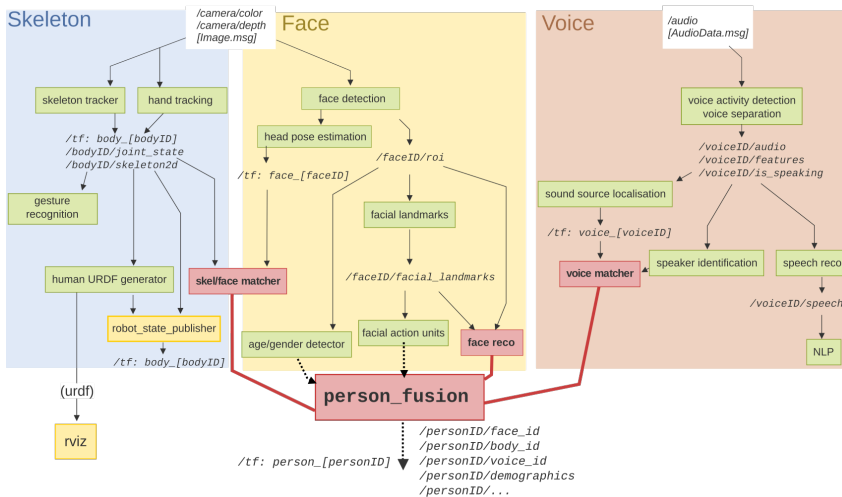 Skeleton
/camera/color
/camera/depth
[Image.msg]
Face
Voice
/audio
[AudioData.msg]
skeleton tracker
hand tracking
/tf: body_[bodyID]
/bodyID/joint_state
/bodyID/skeleton2d
gesture
recognition
human URDF generator
robot_state_publisher
/tf: body_[bodyID]
(urdf)
rviz
face detection
head pose estimation
/tf: face_[faceID]
/faceID/roi
facial landmarks
/faceID/facial_landmarks
skel/face matcher
age/gender detector
facial action units
face reco
voice activity detection
voice separation
/voiceID/audio
/voiceID/features
/voiceID/is_speaking
sound source localisation
/tf: voice_[voiceID]
voice matcher
speaker identification
speech reco
/voiceID/speech
NLP
person_fusion
/tf: person_[personID]
/personID/face_id
/personID/body_id
/personID/voice_id
/personID/demographics
/personID/...